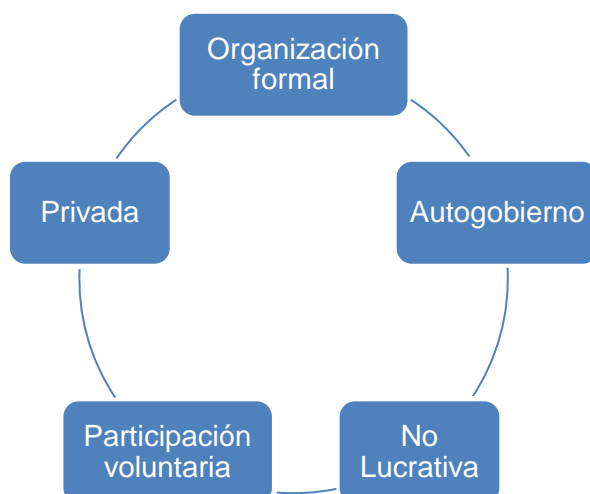 Organización
formal
Privada
Autogobierno
Participación
voluntaria
No
Lucrativa